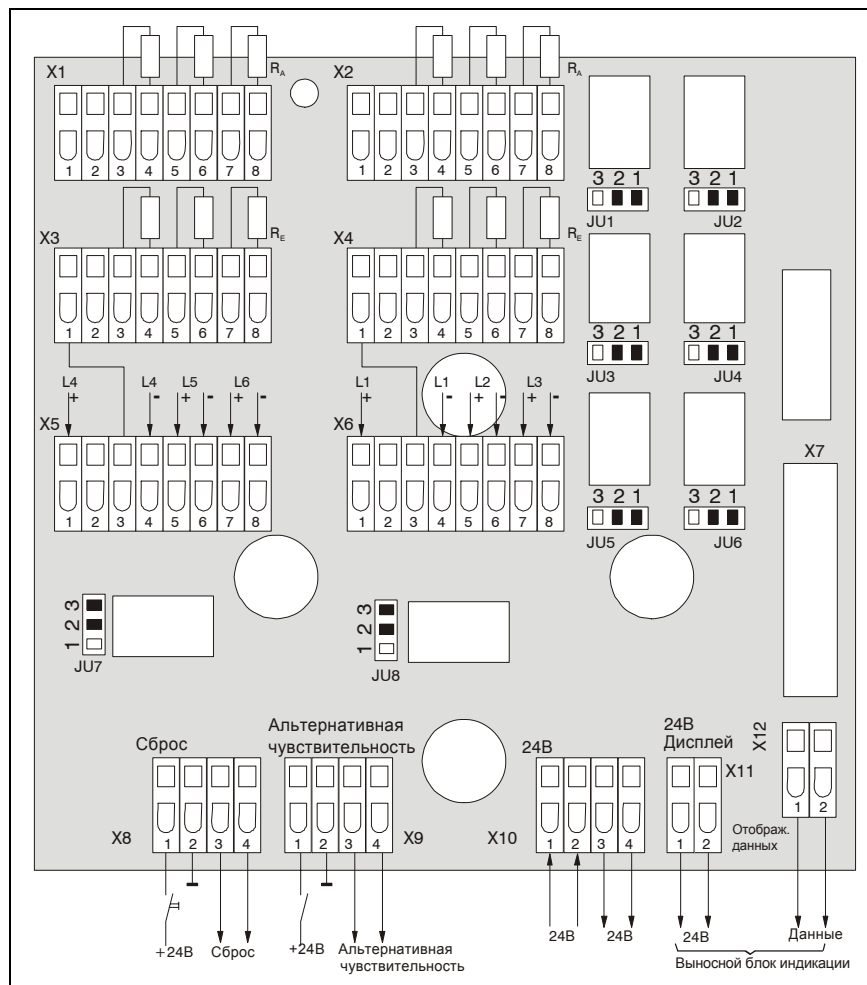 X1
R_A
X2
R_A
1 2 3 4 5 6 7 8
1 2 3 4 5 6 7 8
3 2 1
3 2 1
JU1
JU2
X3
R_E
X4
R_E
1 2 3 4 5 6 7 8
1 2 3 4 5 6 7 8
3 2 1
3 2 1
JU3
JU4
L4 L4 L5 L6
+ - + - + -
L1 L1 L2 L3
+ - + - + -
X5
X6
X7
1 2 3 4 5 6 7 8
1 2 3 4 5 6 7 8
3 2 1
3 2 1
JU5
JU6
1 2 3
JU7
1 2 3
JU8
Сброс
Альтернативная
чувствительность
24В
24В
Дисплей
X12
X11
X8
1 2 3 4
1 2 3 4
X9
X10
1 2 3 4
1 2
Отображ.
данных
1 2
+24В
Сброс
+24В
Альтернативная
чувствительность
24В
24В
24В
Данные
Выносной блок индикации